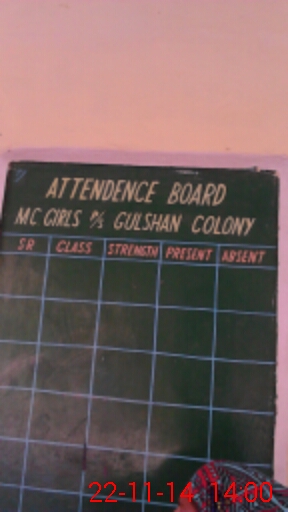 ATTENDENCE BOARD
MC GIRLS P/S GULSHAN COLONY
SR CLASS STRENGTH PRESENT ABSENT
22-11-14 14:00